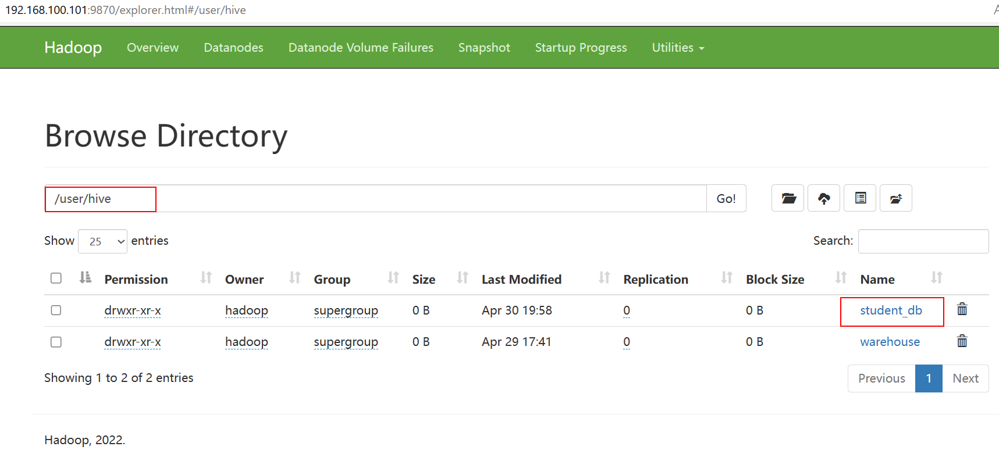 192.168.100.101:9870/explorer.html#/user/hive
Hadoop Overview Datanodes Datanode Volume Failures Snapshot Startup Progress Utilities
Browse Directory
/user/hive Go!
Show 25 entries Search:
Permission Owner Group Size Last Modified Replication Block Size Name
drwxr-xr-x hadoop supergroup 0 B Apr 30 19:58 0 0 B student_db
drwxr-xr-x hadoop supergroup 0 B Apr 29 17:41 0 0 B warehouse
Showing 1 to 2 of 2 entries Previous 1 Next
Hadoop, 2022.